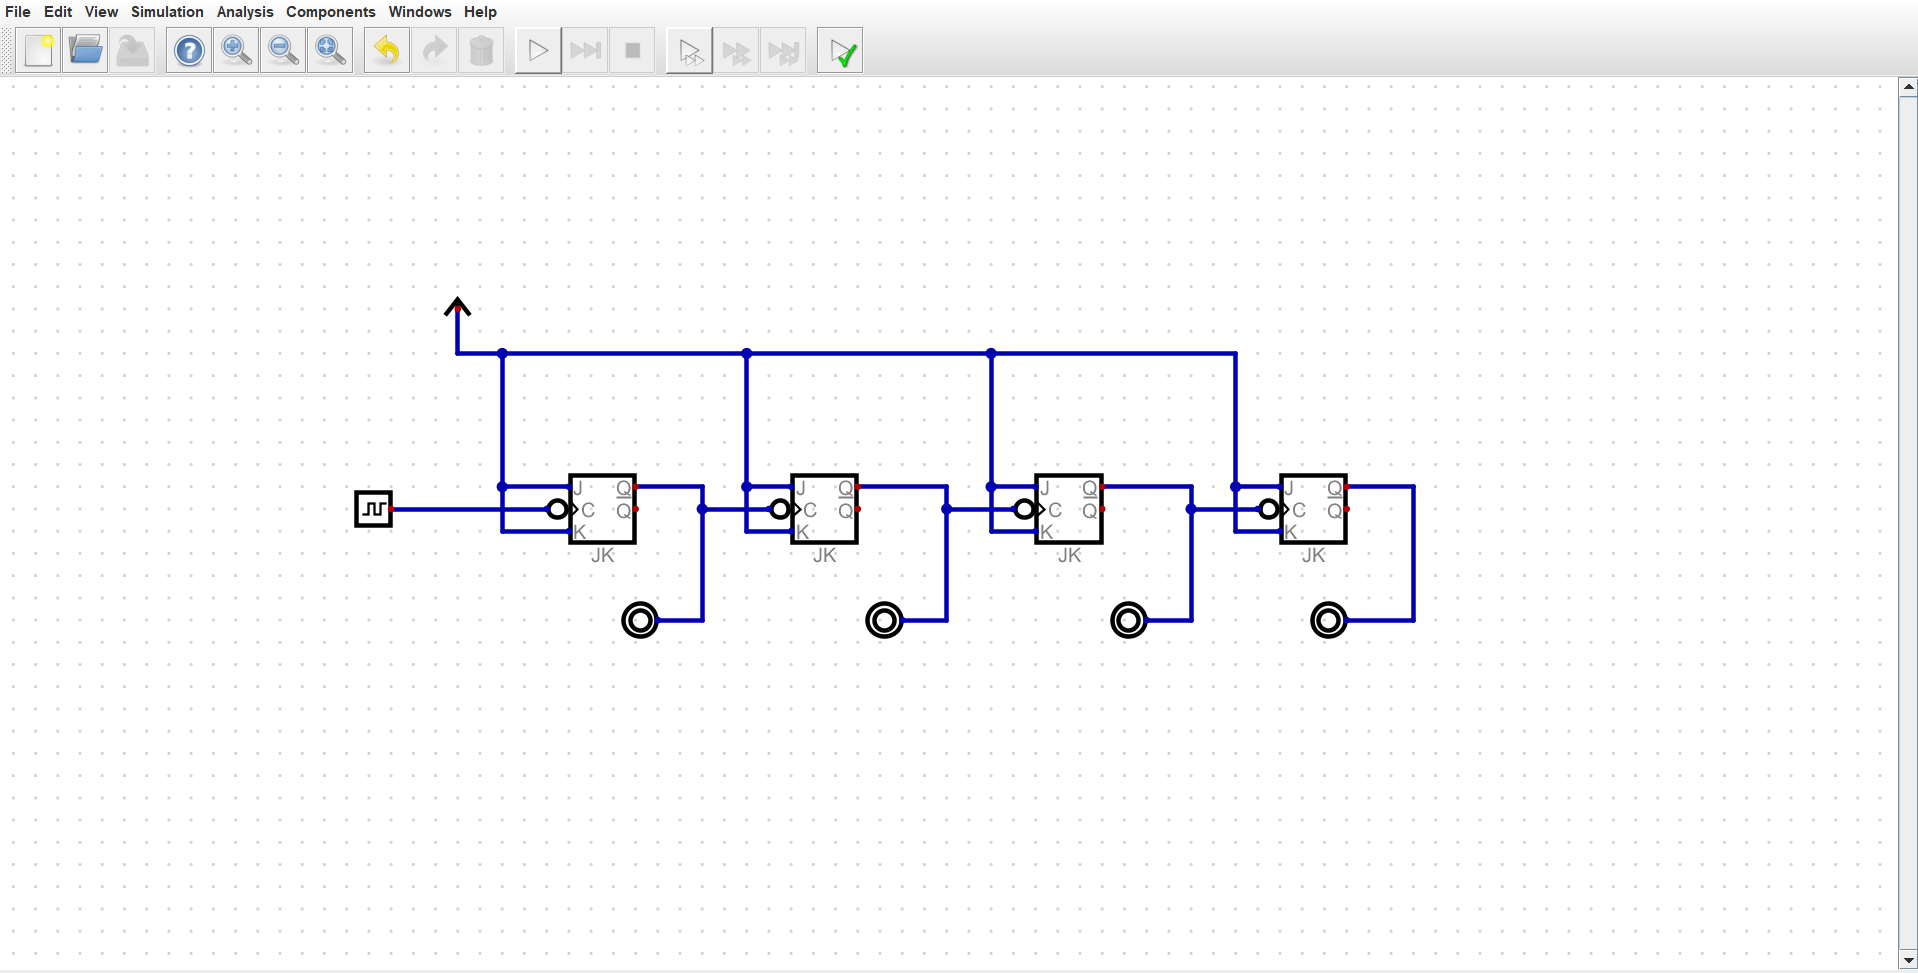 File Edit View Simulation Analysis Components Windows Help
?
J Q J Q J Q J Q
C Q̅ C Q̅ C Q̅ C Q̅
K K K K
JK JK JK JK